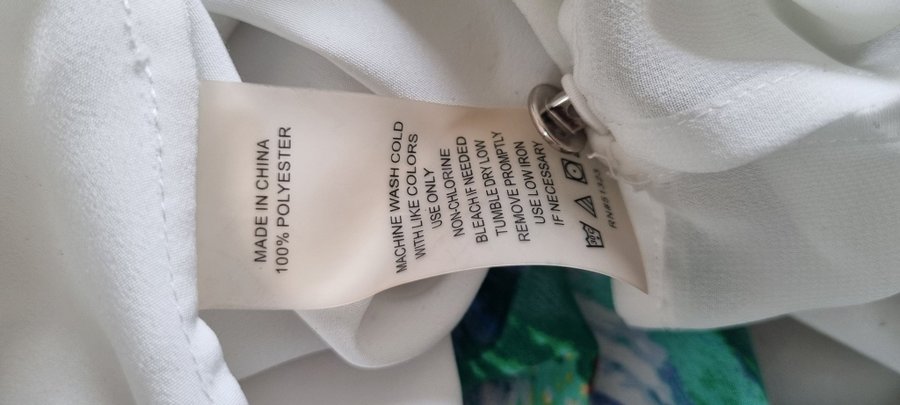 MADE IN CHINA
100% POLYESTER
MACHINE WASH COLD
WITH LIKE COLORS
USE ONLY
NON-CHLORINE
BLEACH IF NEEDED
TUMBLE DRY LOW
REMOVE PROMPTLY
USE LOW IRON
IF NECESSARY